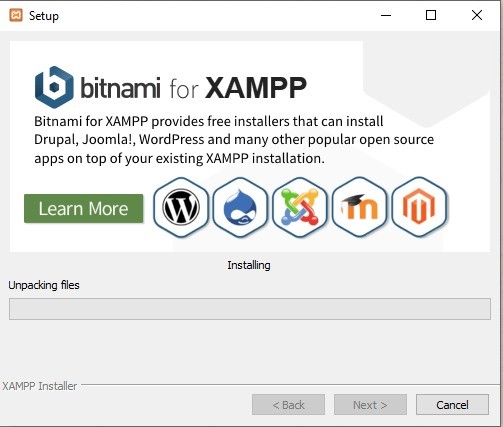 Setup
bitnami for XAMPP
Bitnami for XAMPP provides free installers that can install
Drupal, Joomla!, WordPress and many other popular open source
apps on top of your existing XAMPP installation.
Learn More
Installing
Unpacking files
XAMPP Installer
< Back
Next >
Cancel